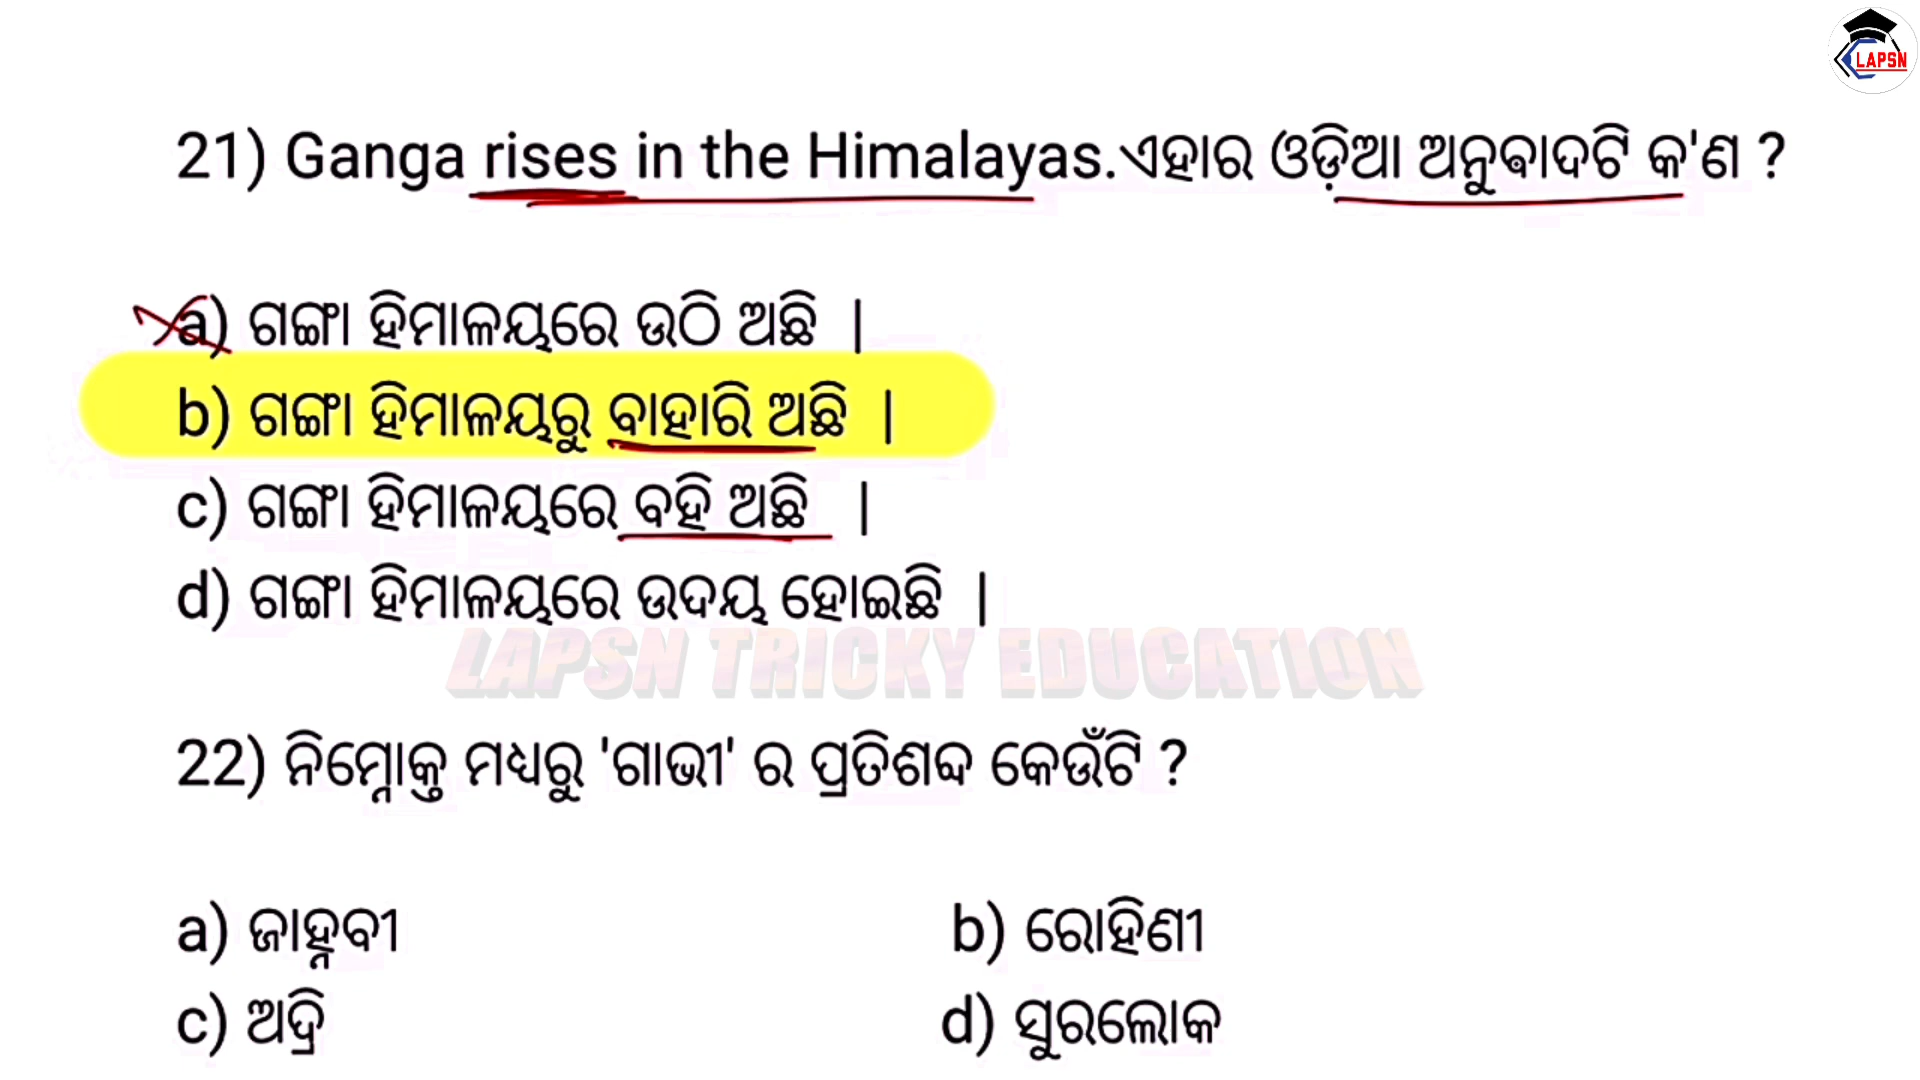 LAPSN
21) Ganga rises in the Himalayas.ଏହାର ଓଡ଼ିଆ ଅନୁବାଦଟି କ'ଣ ?
a) ଗଙ୍ଗା ହିମାଳୟରେ ଉଠି ଅଛି |
b) ଗଙ୍ଗା ହିମାଳୟରୁ ବାହାରି ଅଛି |
c) ଗଙ୍ଗା ହିମାଳୟରେ ବହି ଅଛି |
d) ଗଙ୍ଗା ହିମାଳୟରେ ଉଦୟ ହୋଇଛି |
LAPSN TRICKY EDUCATION
22) ନିମ୍ନୋକ୍ତ ମଧ୍ୟରୁ 'ଗାଭୀ' ର ପ୍ରତିଶବ୍ଦ କେଉଁଟି ?
a) ଜାହ୍ନବୀ b) ରୋହିଣୀ
c) ଅଦ୍ରି d) ସୁରଲୋକ